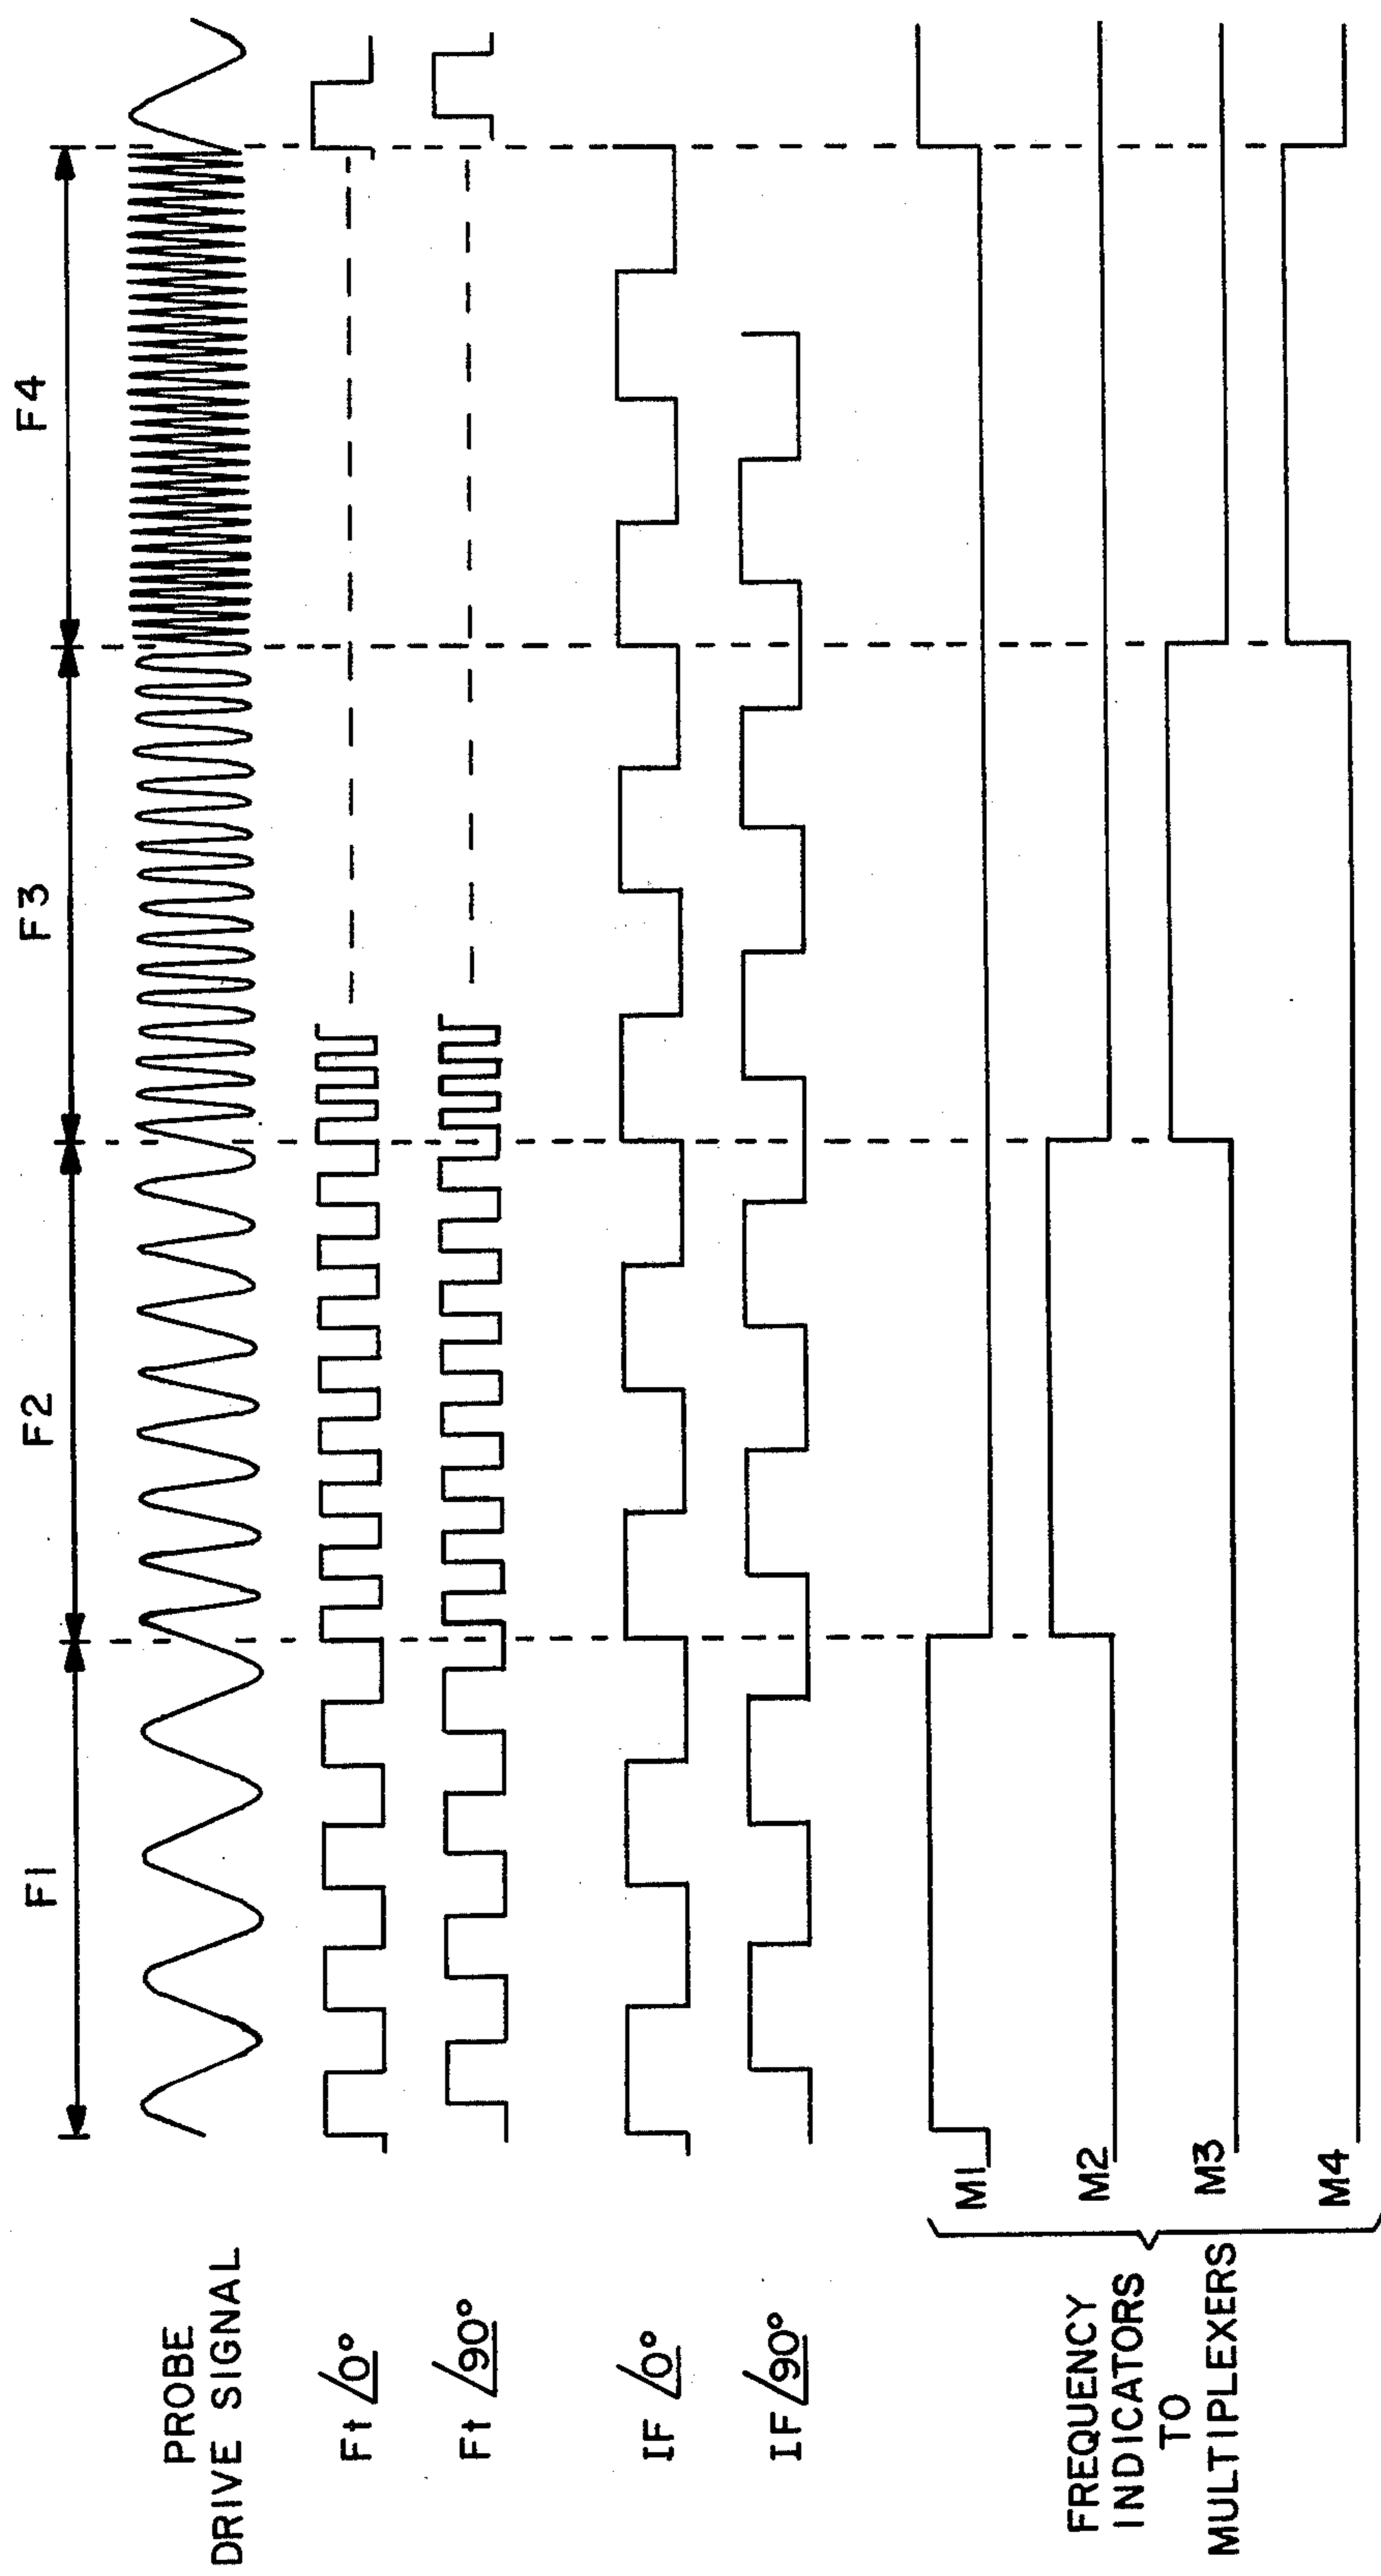 F1
F2
F3
F4
PROBE
DRIVE SIGNAL
Ft ∠0°
Ft ∠90°
IF ∠0°
IF ∠90°
FREQUENCY
INDICATORS
TO
MULTIPLEXERS
M1
M2
M3
M4